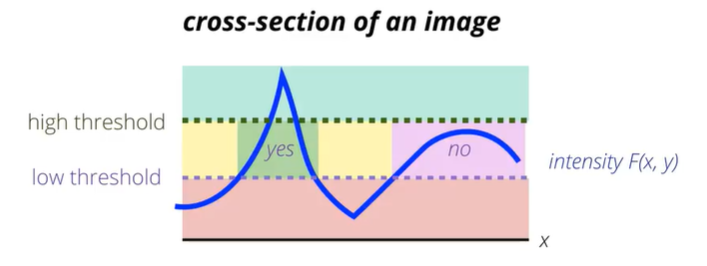 cross-section of an image
high threshold
yes
no
low threshold
intensity F(x, y)
x